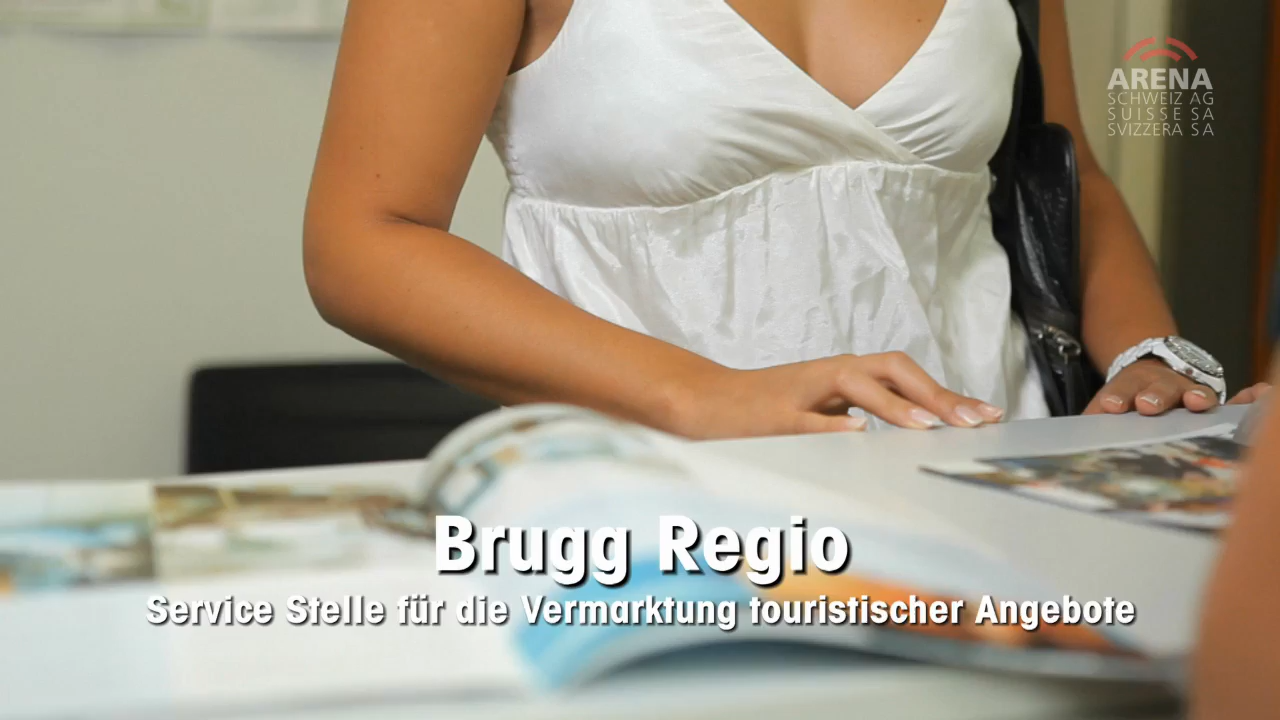 ARENA
SCHWEIZ AG
SUISSE SA
SVIZZERA SA
Brugg Regio
Service Stelle für die Vermarktung touristischer Angebote